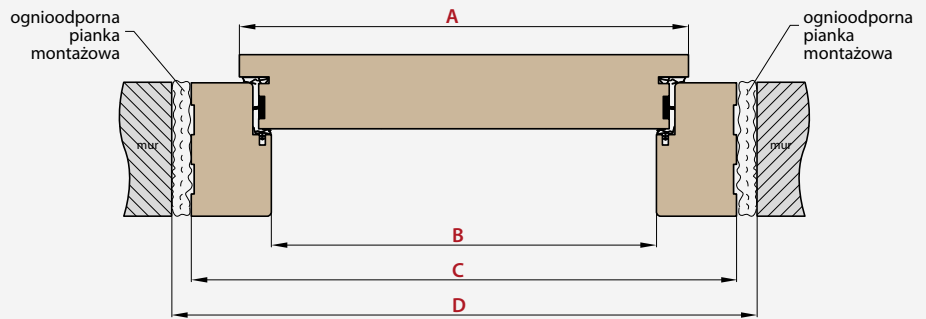 A
ognioodporna
pianka
montażowa
ognioodporna
pianka
montażowa
mur
mur
B
C
D